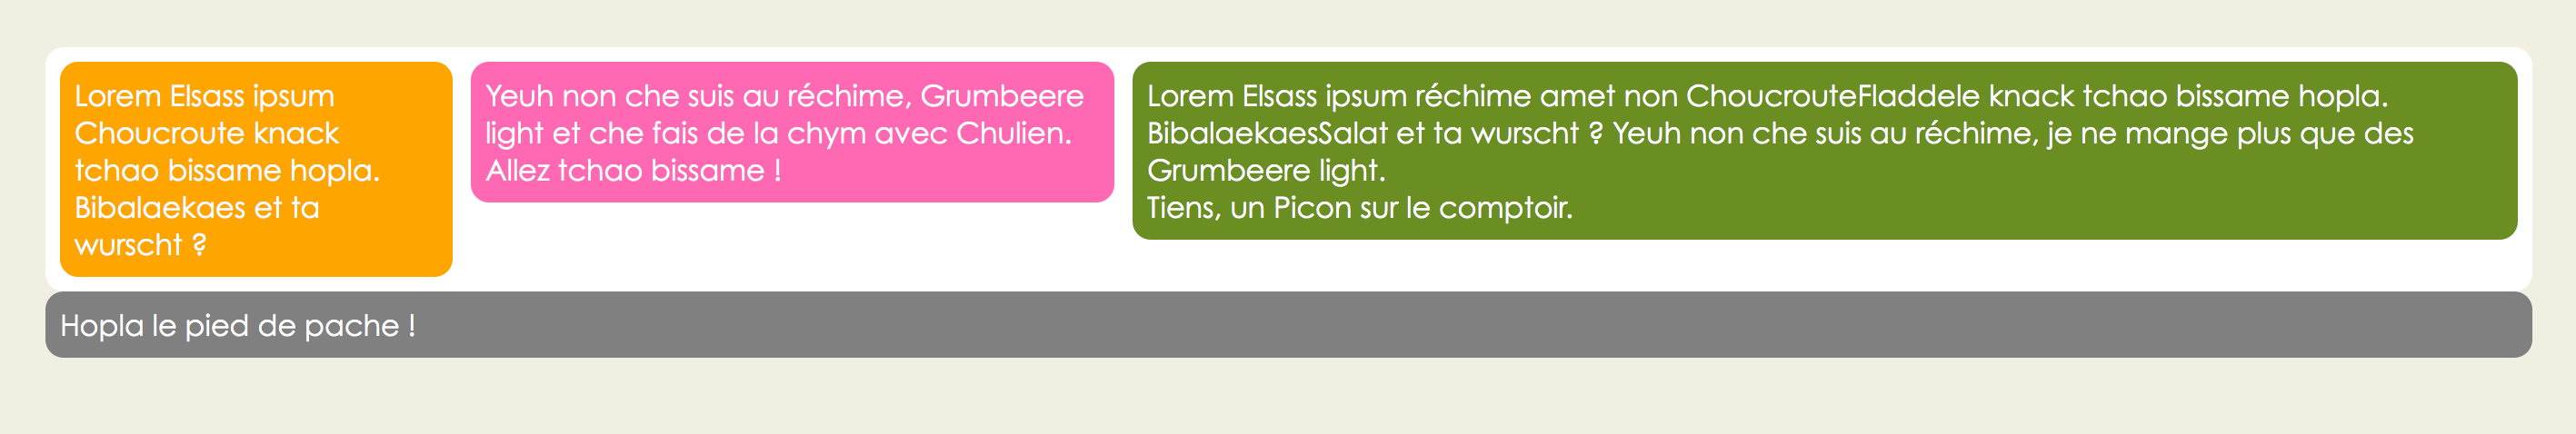 Lorem Elsass ipsum
Choucroute knack
tchao bissame hopla.
Bibalaekaes et ta
wurscht ?
Yeuh non che suis au réchime, Grumbeere
light et che fais de la chym avec Chulien.
Allez tchao bissame !
Lorem Elsass ipsum réchime amet non ChoucrouteFladdele knack tchao bissame hopla.
BibalaekaesSalat et ta wurscht ? Yeuh non che suis au réchime, je ne mange plus que des
Grumbeere light.
Tiens, un Picon sur le comptoir.
Hopla le pied de pache !